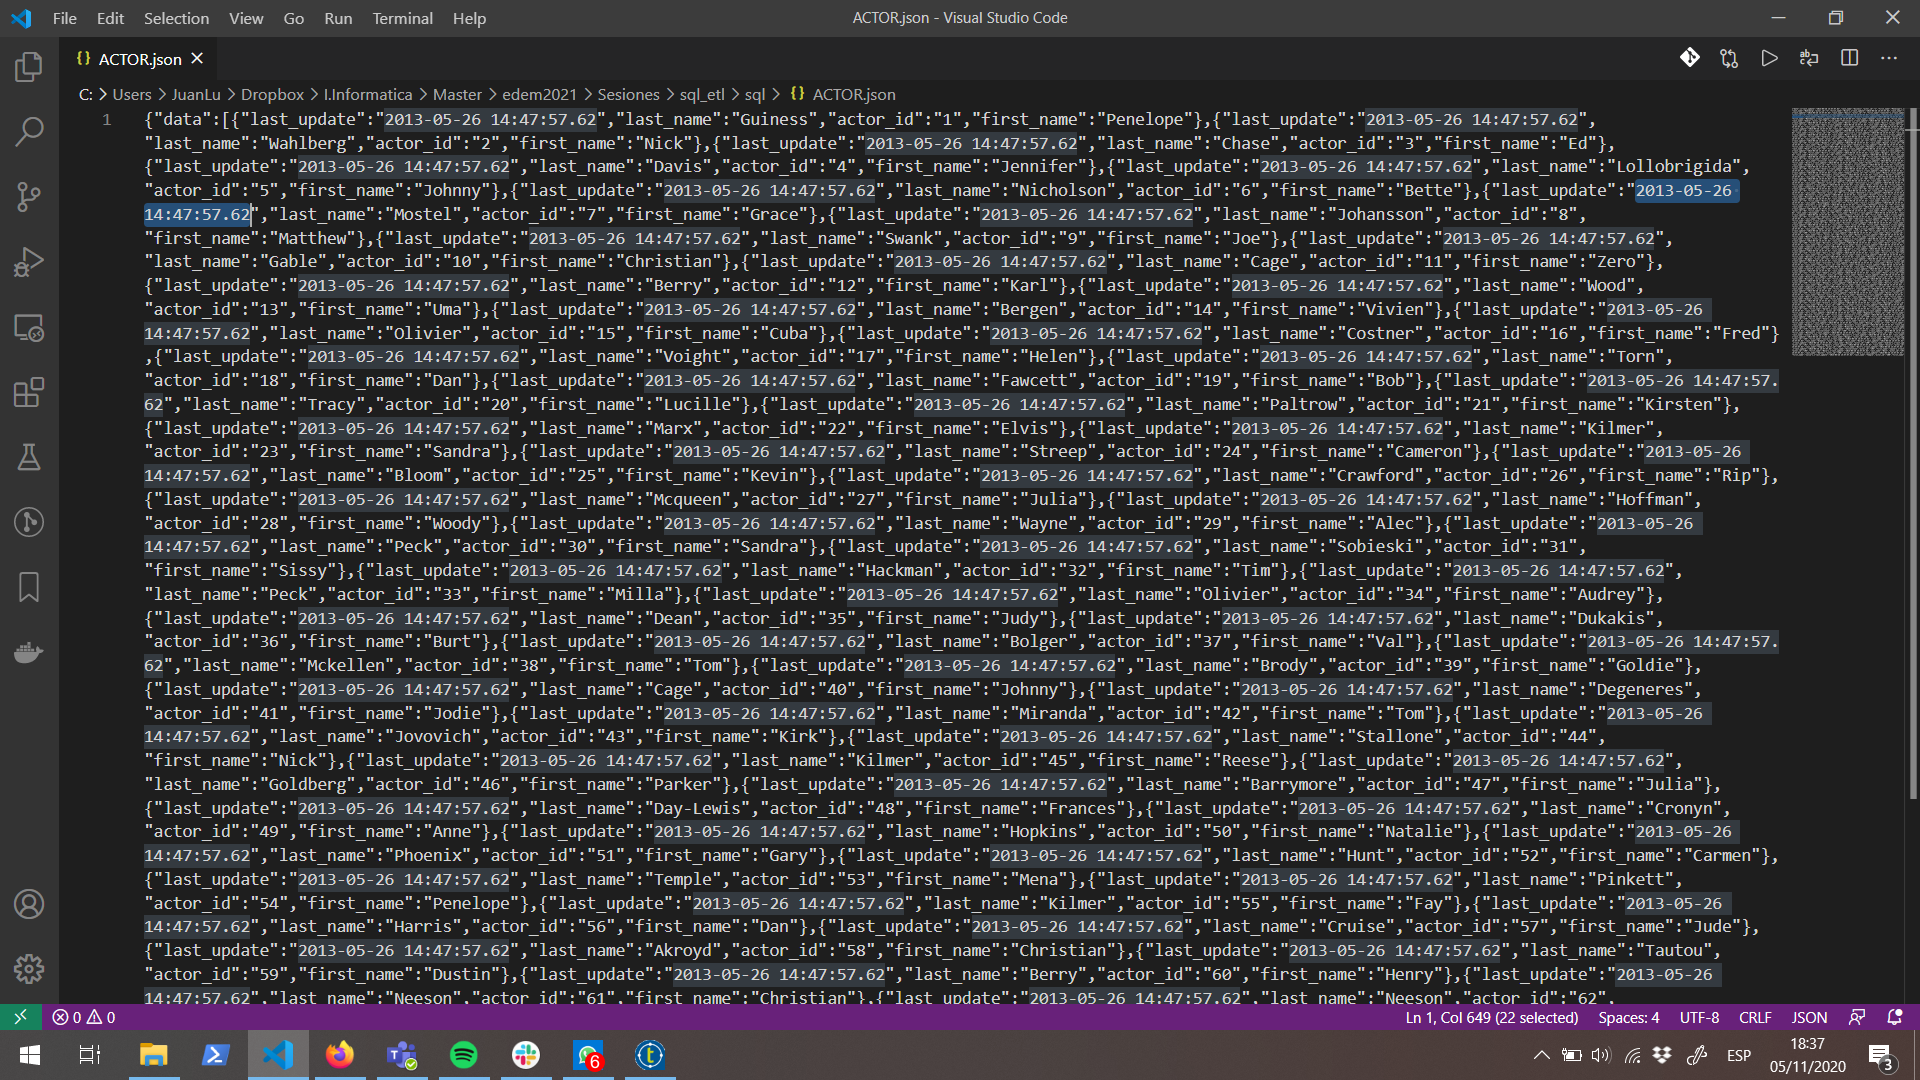 File Edit Selection View Go Run Terminal Help
ACTOR.json - Visual Studio Code
{} ACTOR.json ×
C: > Users > JuanLu > Dropbox > I.Informatica > Master > edem2021 > Sesiones > sql_etl > sql > {} ACTOR.json
1 {"data":[{"last_update":"2013-05-26 14:47:57.62","last_name":"Guiness","actor_id":"1","first_name":"Penelope"},{"last_update":"2013-05-26 14:47:57.62",
"last_name":"Wahlberg","actor_id":"2","first_name":"Nick"},{"last_update":"2013-05-26 14:47:57.62","last_name":"Chase","actor_id":"3","first_name":"Ed"},
{"last_update":"2013-05-26 14:47:57.62","last_name":"Davis","actor_id":"4","first_name":"Jennifer"},{"last_update":"2013-05-26 14:47:57.62","last_name":"Lollobrigida",
"actor_id":"5","first_name":"Johnny"},{"last_update":"2013-05-26 14:47:57.62","last_name":"Nicholson","actor_id":"6","first_name":"Bette"},{"last_update":"2013-05-26
14:47:57.62","last_name":"Mostel","actor_id":"7","first_name":"Grace"},{"last_update":"2013-05-26 14:47:57.62","last_name":"Johansson","actor_id":"8",
"first_name":"Matthew"},{"last_update":"2013-05-26 14:47:57.62","last_name":"Swank","actor_id":"9","first_name":"Joe"},{"last_update":"2013-05-26 14:47:57.62",
"last_name":"Gable","actor_id":"10","first_name":"Christian"},{"last_update":"2013-05-26 14:47:57.62","last_name":"Cage","actor_id":"11","first_name":"Zero"},
{"last_update":"2013-05-26 14:47:57.62","last_name":"Berry","actor_id":"12","first_name":"Karl"},{"last_update":"2013-05-26 14:47:57.62","last_name":"Wood",
"actor_id":"13","first_name":"Uma"},{"last_update":"2013-05-26 14:47:57.62","last_name":"Bergen","actor_id":"14","first_name":"Vivien"},{"last_update":"2013-05-26
14:47:57.62","last_name":"Olivier","actor_id":"15","first_name":"Cuba"},{"last_update":"2013-05-26 14:47:57.62","last_name":"Costner","actor_id":"16","first_name":"Fred"}
,{"last_update":"2013-05-26 14:47:57.62","last_name":"Voight","actor_id":"17","first_name":"Helen"},{"last_update":"2013-05-26 14:47:57.62","last_name":"Torn",
"actor_id":"18","first_name":"Dan"},{"last_update":"2013-05-26 14:47:57.62","last_name":"Fawcett","actor_id":"19","first_name":"Bob"},{"last_update":"2013-05-26 14:47:57.
62","last_name":"Tracy","actor_id":"20","first_name":"Lucille"},{"last_update":"2013-05-26 14:47:57.62","last_name":"Paltrow","actor_id":"21","first_name":"Kirsten"},
{"last_update":"2013-05-26 14:47:57.62","last_name":"Marx","actor_id":"22","first_name":"Elvis"},{"last_update":"2013-05-26 14:47:57.62","last_name":"Kilmer",
"actor_id":"23","first_name":"Sandra"},{"last_update":"2013-05-26 14:47:57.62","last_name":"Streep","actor_id":"24","first_name":"Cameron"},{"last_update":"2013-05-26
14:47:57.62","last_name":"Bloom","actor_id":"25","first_name":"Kevin"},{"last_update":"2013-05-26 14:47:57.62","last_name":"Crawford","actor_id":"26","first_name":"Rip"},
{"last_update":"2013-05-26 14:47:57.62","last_name":"Mcqueen","actor_id":"27","first_name":"Julia"},{"last_update":"2013-05-26 14:47:57.62","last_name":"Hoffman",
"actor_id":"28","first_name":"Woody"},{"last_update":"2013-05-26 14:47:57.62","last_name":"Wayne","actor_id":"29","first_name":"Alec"},{"last_update":"2013-05-26
14:47:57.62","last_name":"Peck","actor_id":"30","first_name":"Sandra"},{"last_update":"2013-05-26 14:47:57.62","last_name":"Sobieski","actor_id":"31",
"first_name":"Sissy"},{"last_update":"2013-05-26 14:47:57.62","last_name":"Hackman","actor_id":"32","first_name":"Tim"},{"last_update":"2013-05-26 14:47:57.62",
"last_name":"Peck","actor_id":"33","first_name":"Milla"},{"last_update":"2013-05-26 14:47:57.62","last_name":"Olivier","actor_id":"34","first_name":"Audrey"},
{"last_update":"2013-05-26 14:47:57.62","last_name":"Dean","actor_id":"35","first_name":"Judy"},{"last_update":"2013-05-26 14:47:57.62","last_name":"Dukakis",
"actor_id":"36","first_name":"Burt"},{"last_update":"2013-05-26 14:47:57.62","last_name":"Bolger","actor_id":"37","first_name":"Val"},{"last_update":"2013-05-26 14:47:57.
62","last_name":"Mckellen","actor_id":"38","first_name":"Tom"},{"last_update":"2013-05-26 14:47:57.62","last_name":"Brody","actor_id":"39","first_name":"Goldie"},
{"last_update":"2013-05-26 14:47:57.62","last_name":"Cage","actor_id":"40","first_name":"Johnny"},{"last_update":"2013-05-26 14:47:57.62","last_name":"Degeneres",
"actor_id":"41","first_name":"Jodie"},{"last_update":"2013-05-26 14:47:57.62","last_name":"Miranda","actor_id":"42","first_name":"Tom"},{"last_update":"2013-05-26
14:47:57.62","last_name":"Jovovich","actor_id":"43","first_name":"Kirk"},{"last_update":"2013-05-26 14:47:57.62","last_name":"Stallone","actor_id":"44",
"first_name":"Nick"},{"last_update":"2013-05-26 14:47:57.62","last_name":"Kilmer","actor_id":"45","first_name":"Reese"},{"last_update":"2013-05-26 14:47:57.62",
"last_name":"Goldberg","actor_id":"46","first_name":"Parker"},{"last_update":"2013-05-26 14:47:57.62","last_name":"Barrymore","actor_id":"47","first_name":"Julia"},
{"last_update":"2013-05-26 14:47:57.62","last_name":"Day-Lewis","actor_id":"48","first_name":"Frances"},{"last_update":"2013-05-26 14:47:57.62","last_name":"Cronyn",
"actor_id":"49","first_name":"Anne"},{"last_update":"2013-05-26 14:47:57.62","last_name":"Hopkins","actor_id":"50","first_name":"Natalie"},{"last_update":"2013-05-26
14:47:57.62","last_name":"Phoenix","actor_id":"51","first_name":"Gary"},{"last_update":"2013-05-26 14:47:57.62","last_name":"Hunt","actor_id":"52","first_name":"Carmen"},
{"last_update":"2013-05-26 14:47:57.62","last_name":"Temple","actor_id":"53","first_name":"Mena"},{"last_update":"2013-05-26 14:47:57.62","last_name":"Pinkett",
"actor_id":"54","first_name":"Penelope"},{"last_update":"2013-05-26 14:47:57.62","last_name":"Kilmer","actor_id":"55","first_name":"Fay"},{"last_update":"2013-05-26
14:47:57.62","last_name":"Harris","actor_id":"56","first_name":"Dan"},{"last_update":"2013-05-26 14:47:57.62","last_name":"Cruise","actor_id":"57","first_name":"Jude"},
{"last_update":"2013-05-26 14:47:57.62","last_name":"Akroyd","actor_id":"58","first_name":"Christian"},{"last_update":"2013-05-26 14:47:57.62","last_name":"Tautou",
"actor_id":"59","first_name":"Dustin"},{"last_update":"2013-05-26 14:47:57.62","last_name":"Berry","actor_id":"60","first_name":"Henry"},{"last_update":"2013-05-26
14:47:57.62","last_name":"Neeson","actor_id":"61","first_name":"Christian"},{"last_update":"2013-05-26 14:47:57.62","last_name":"Neeson","actor_id":"62",
0 0 Ln 1, Col 649 (22 selected) Spaces: 4 UTF-8 CRLF JSON
6 ESP 18:37
05/11/2020 3